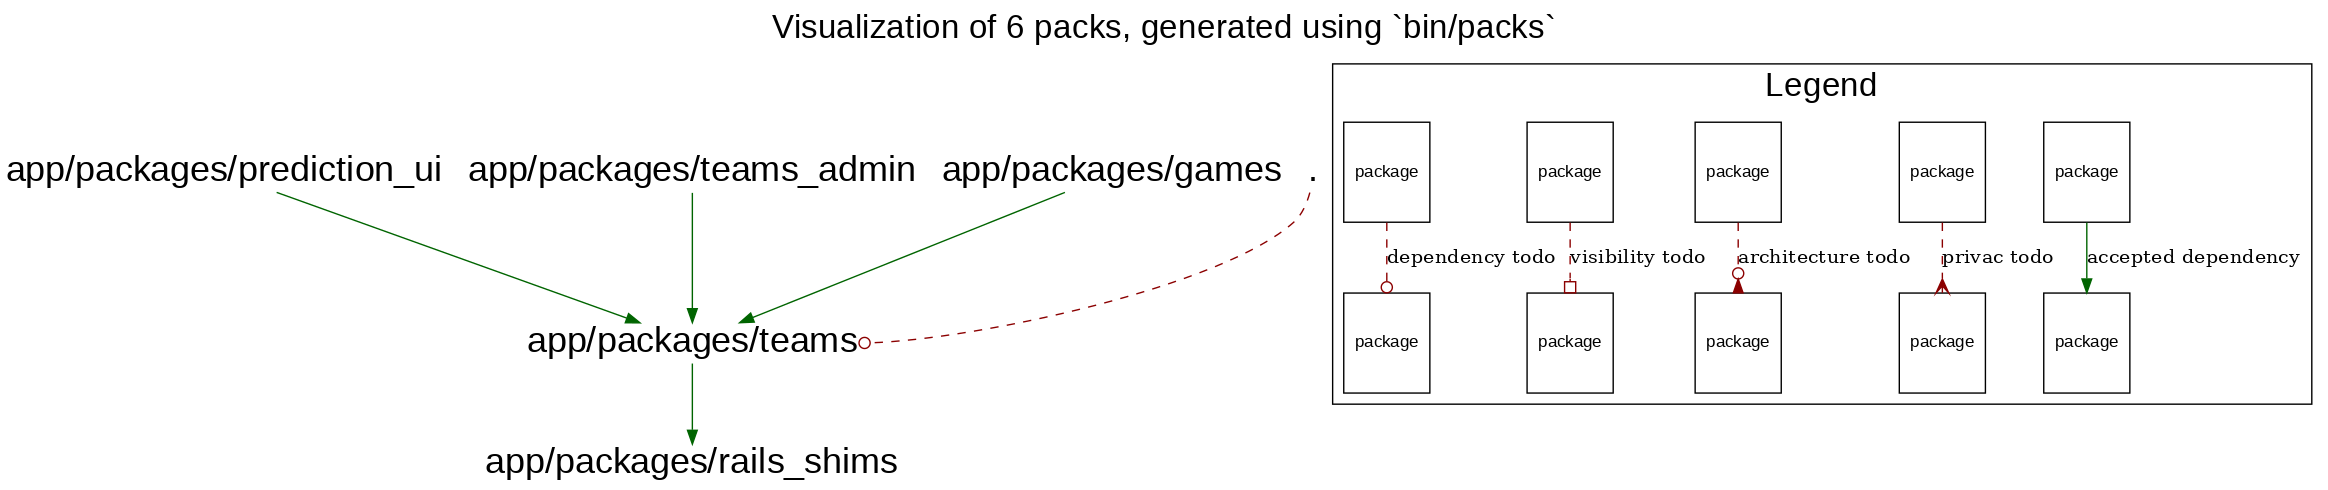 Visualization of 6 packs, generated using `bin/packs`
Legend
app/packages/prediction_ui app/packages/teams_admin app/packages/games .
package package package package package
dependency todo visibility todo architecture todo privac todo accepted dependency
app/packages/teams
package package package package package
app/packages/rails_shims